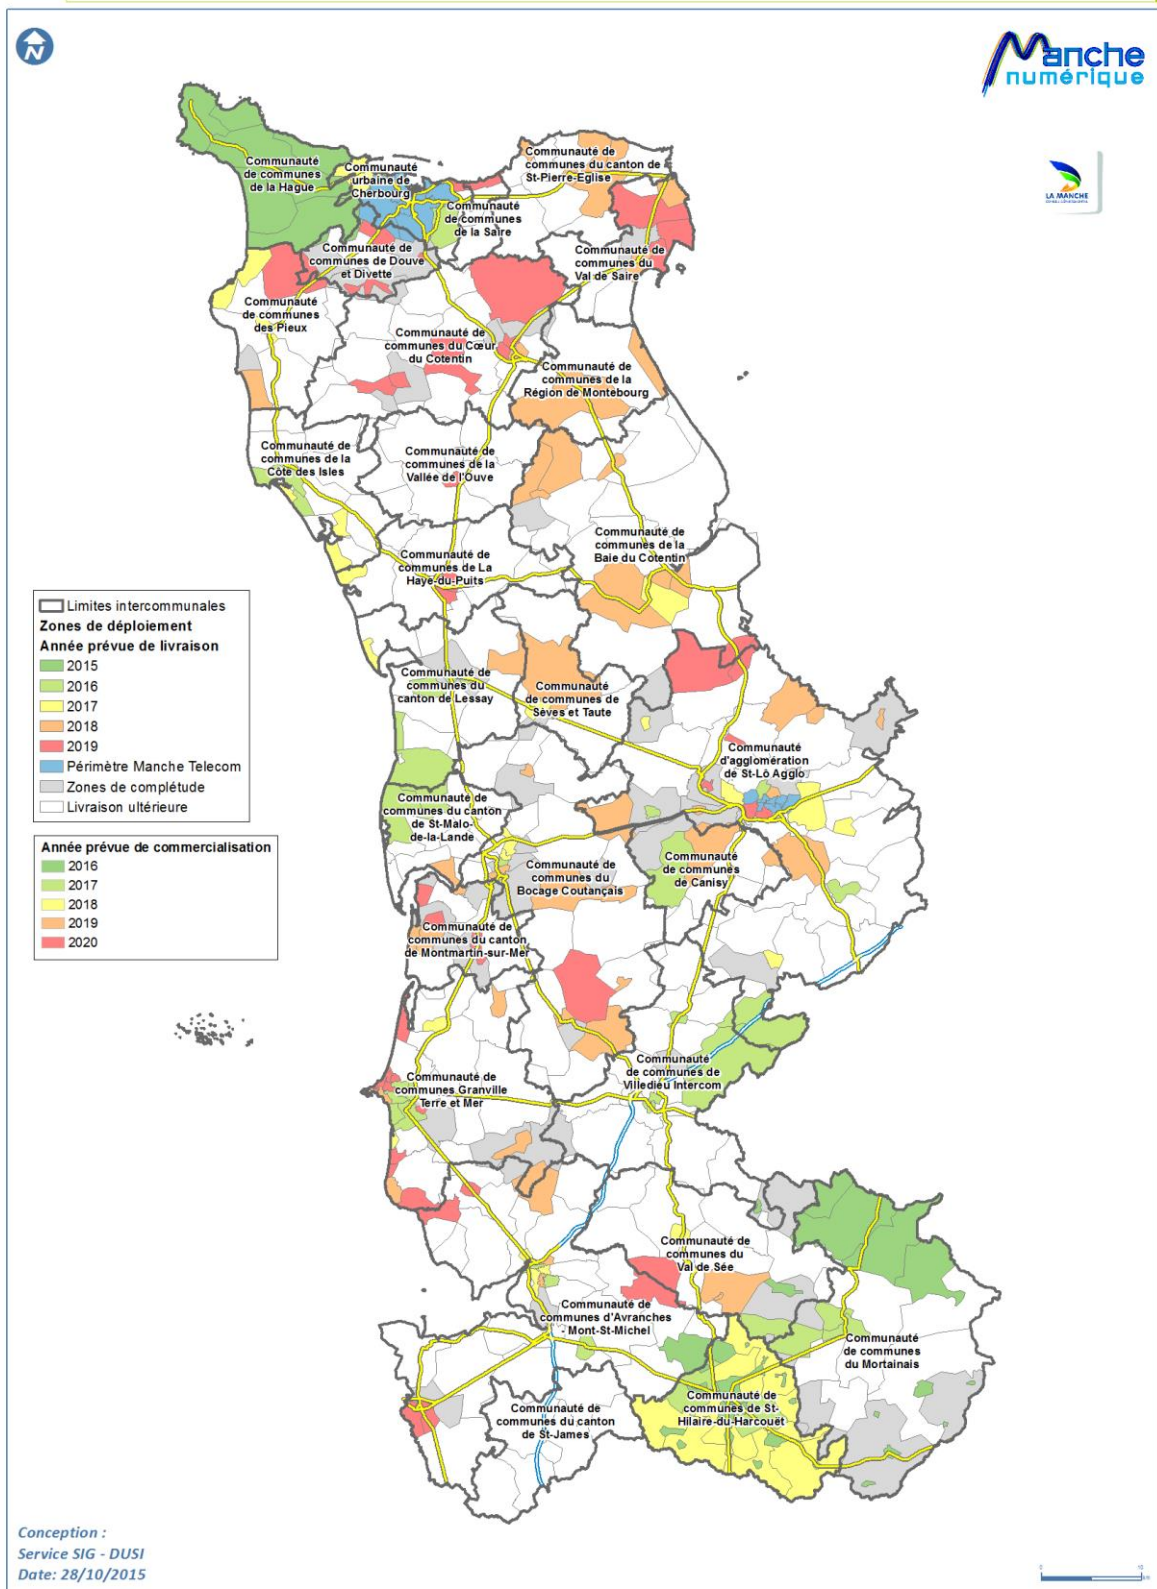 N
Manche
numérique
LA MANCHE
Communauté
de communes
de la Hague
Communauté
urbaine de
Cherbourg
Communauté de
communes du canton de
St-Pierre-Eglise
Communauté
de communes
de la Saire
Communauté de
communes de Douve
et Divette
Communauté de
communes du
Val de Saire
Communauté
de communes
des Pieux
Communauté de
communes du Cœur
du Cotentin
Communauté de
communes de la
Région de Montebourg
Communauté de
communes de la
Côte des Isles
Communauté de
communes de la
Vallée de l'Ouve
Communauté de
communes de la
Baie du Cotentin
Communauté de
communes de La
Haye-du-Puits
Limites intercommunales
Zones de déploiement
Année prévue de livraison
2015
2016
2017
2018
2019
Périmètre Manche Telecom
Zones de complétude
Livraison ultérieure
Année prévue de commercialisation
2016
2017
2018
2019
2020
Communauté de
communes du
canton de Lessay
Communauté
de communes de
Sèves et Taute
Communauté
d'agglomération
de St-Lô Agglo
Communauté de
communes du canton
de St-Malo-
de-la-Lande
Communauté de
communes du
Bocage Coutançais
Communauté
de communes
de Canisy
Communauté de
communes du canton
de Montmartin-sur-Mer
Communauté de
communes Granville
Terre et Mer
Communauté
de communes de
Villedieu Intercom
Communauté de
communes du
Val de Sée
Communauté de
communes d'Avranches
- Mont-St-Michel
Communauté
de communes
du Mortainais
Communauté de
communes de St-
Hilaire-du-Harcouët
Communauté de
communes du canton
de St-James
Conception :
Service SIG - DUSI
Date: 28/10/2015
0